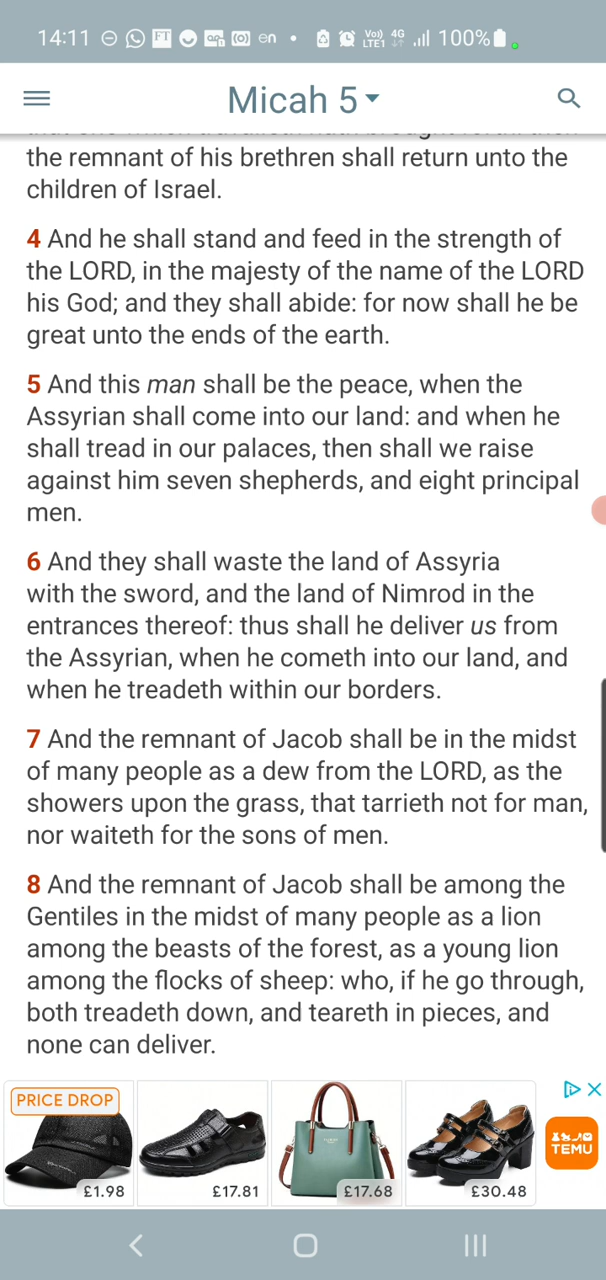 14:11 FT en Vo)) LTE1 4G 100%
Micah 5
the remnant of his brethren shall return unto the
children of Israel.
4 And he shall stand and feed in the strength of
the LORD, in the majesty of the name of the LORD
his God; and they shall abide: for now shall he be
great unto the ends of the earth.
5 And this man shall be the peace, when the
Assyrian shall come into our land: and when he
shall tread in our palaces, then shall we raise
against him seven shepherds, and eight principal
men.
6 And they shall waste the land of Assyria
with the sword, and the land of Nimrod in the
entrances thereof: thus shall he deliver us from
the Assyrian, when he cometh into our land, and
when he treadeth within our borders.
7 And the remnant of Jacob shall be in the midst
of many people as a dew from the LORD, as the
showers upon the grass, that tarrieth not for man,
nor waiteth for the sons of men.
8 And the remnant of Jacob shall be among the
Gentiles in the midst of many people as a lion
among the beasts of the forest, as a young lion
among the flocks of sheep: who, if he go through,
both treadeth down, and teareth in pieces, and
none can deliver.
PRICE DROP
£1.98 £17.81 £17.68 £30.48
TEMU